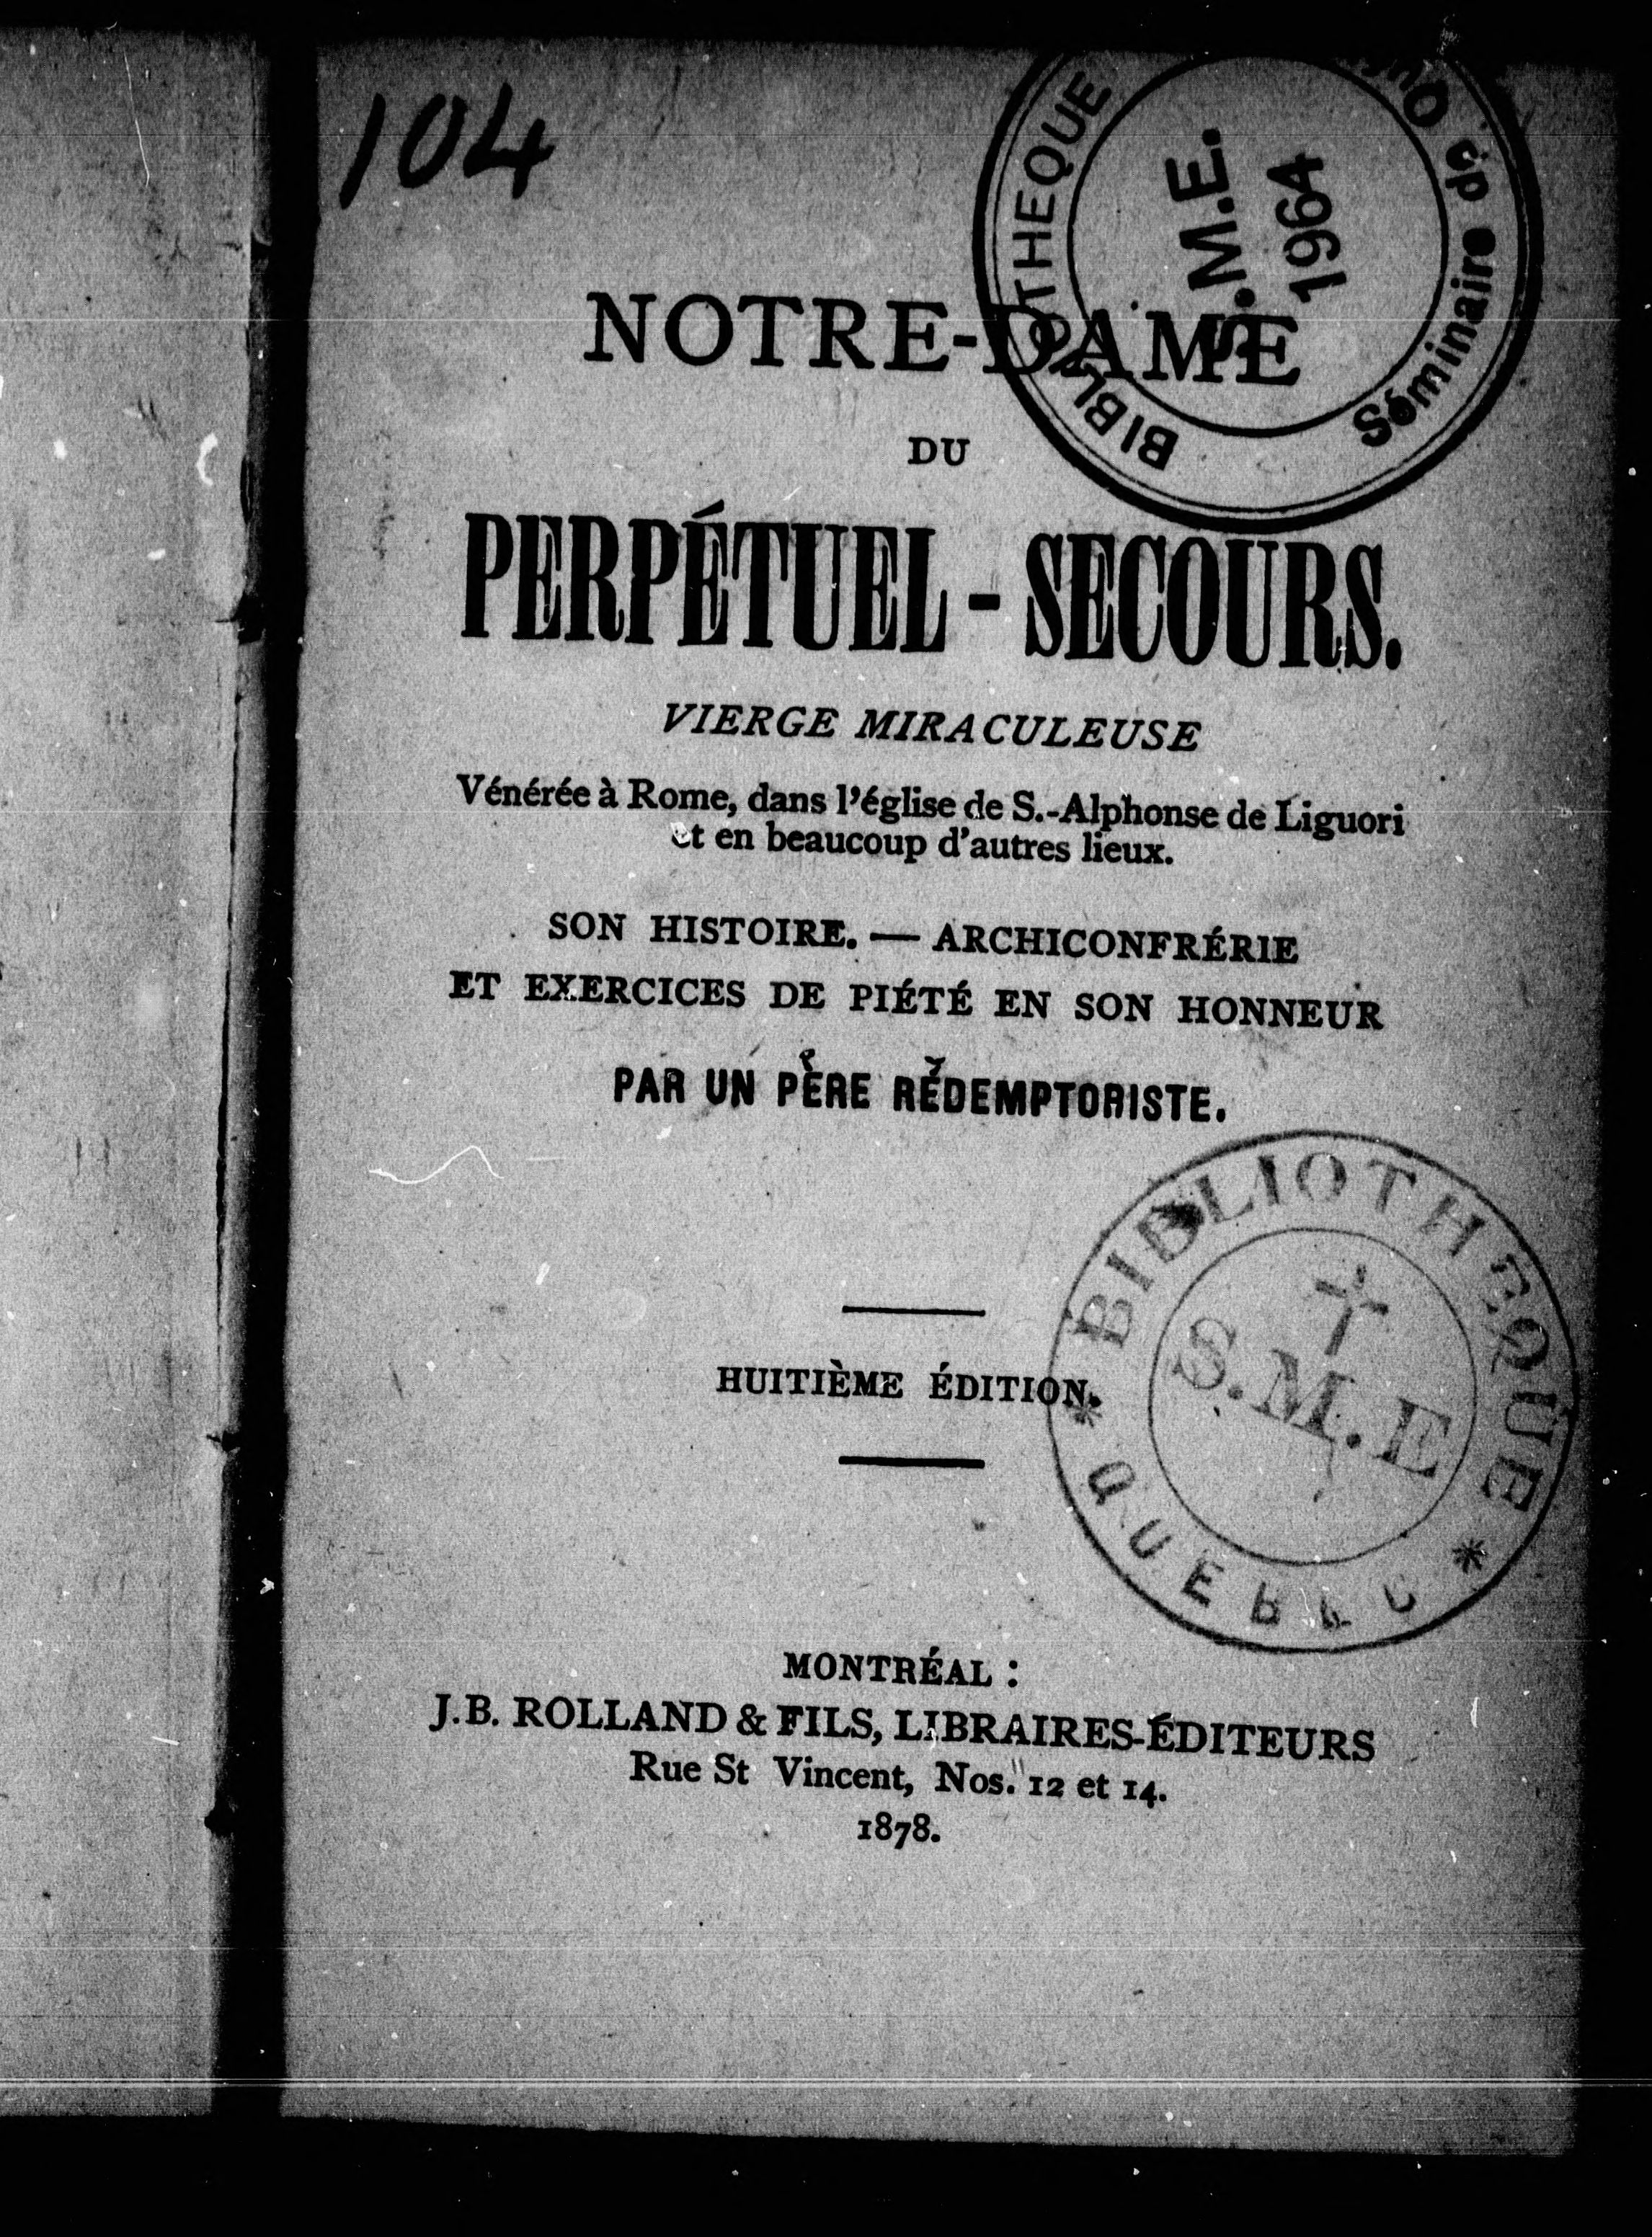 104
BIBLIOTHEQUE
S.M.E.
1964
Séminaire de
NOTRE-DAME
DU
PERPÉTUEL - SECOURS.
VIERGE MIRACULEUSE
Vénérée à Rome, dans l'église de S.-Alphonse de Liguori
et en beaucoup d'autres lieux.
SON HISTOIRE. — ARCHICONFRÉRIE
ET EXERCICES DE PIÉTÉ EN SON HONNEUR
PAR UN PÈRE RÉDEMPTORISTE.
HUITIÈME ÉDITION.
BIBLIOTHEQUE
S.M.E
* QUEBEC *
MONTRÉAL :
J.B. ROLLAND & FILS, LIBRAIRES-ÉDITEURS
Rue St Vincent, Nos. 12 et 14.
1878.